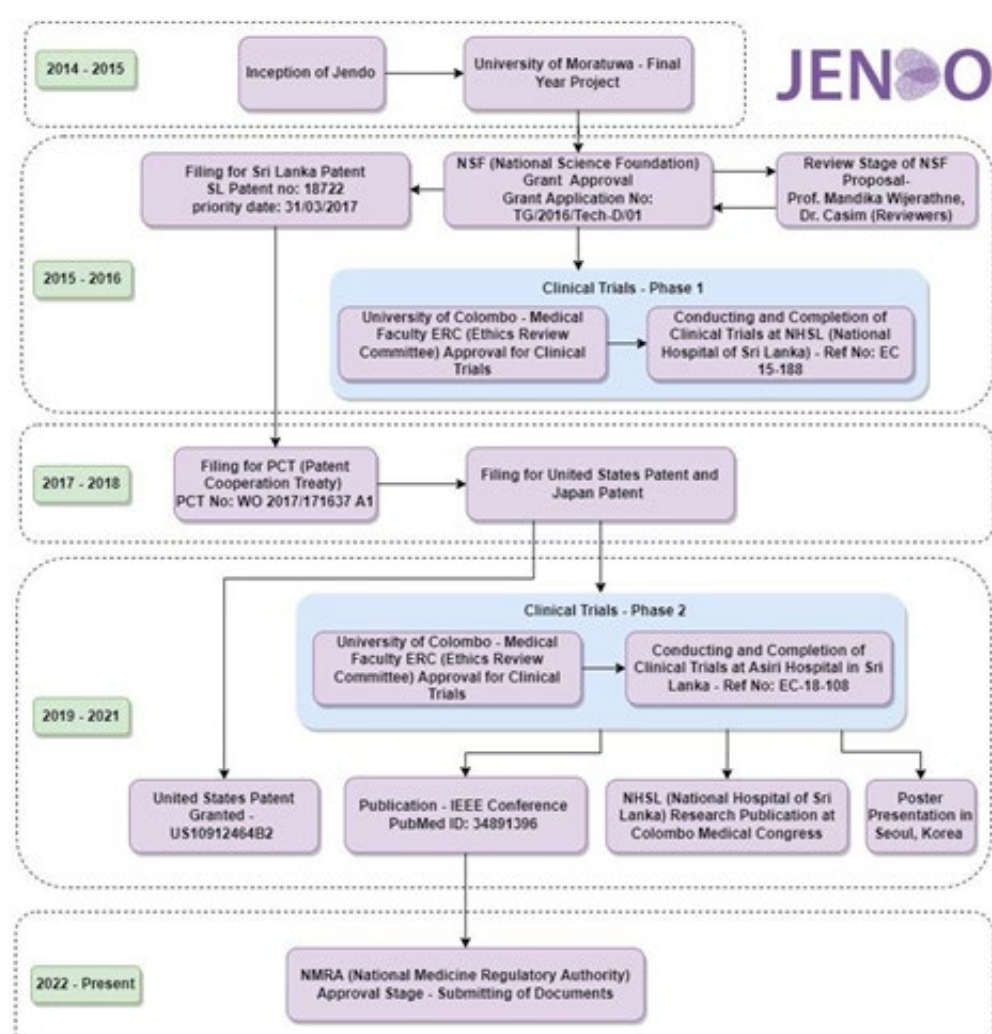 2014 - 2015
Inception of Jendo
University of Moratuwa - Final
Year Project
JENDO
2015 - 2016
Filing for Sri Lanka Patent
SL Patent no: 18722
priority date: 31/03/2017
NSF (National Science Foundation)
Grant Approval
Grant Application No:
TG/2016/Tech-D/01
Review Stage of NSF
Proposal-
Prof. Mandika Wijerathne,
Dr. Casim (Reviewers)
Clinical Trials - Phase 1
University of Colombo - Medical
Faculty ERC (Ethics Review
Committee) Approval for Clinical
Trials
Conducting and Completion of
Clinical Trials at NHSL (National
Hospital of Sri Lanka) - Ref No: EC
15-188
2017 - 2018
Filing for PCT (Patent
Cooperation Treaty)
PCT No: WO 2017/171637 A1
Filing for United States Patent and
Japan Patent
2019 - 2021
Clinical Trials - Phase 2
University of Colombo - Medical
Faculty ERC (Ethics Review
Committee) Approval for Clinical
Trials
Conducting and Completion of
Clinical Trials at Asiri Hospital in Sri
Lanka - Ref No: EC-18-108
United States Patent
Granted -
US10912464B2
Publication - IEEE Conference
PubMed ID: 34891396
NHSL (National Hospital of Sri
Lanka) Research Publication at
Colombo Medical Congress
Poster
Presentation in
Seoul, Korea
2022 - Present
NMRA (National Medicine Regulatory Authority)
Approval Stage - Submitting of Documents